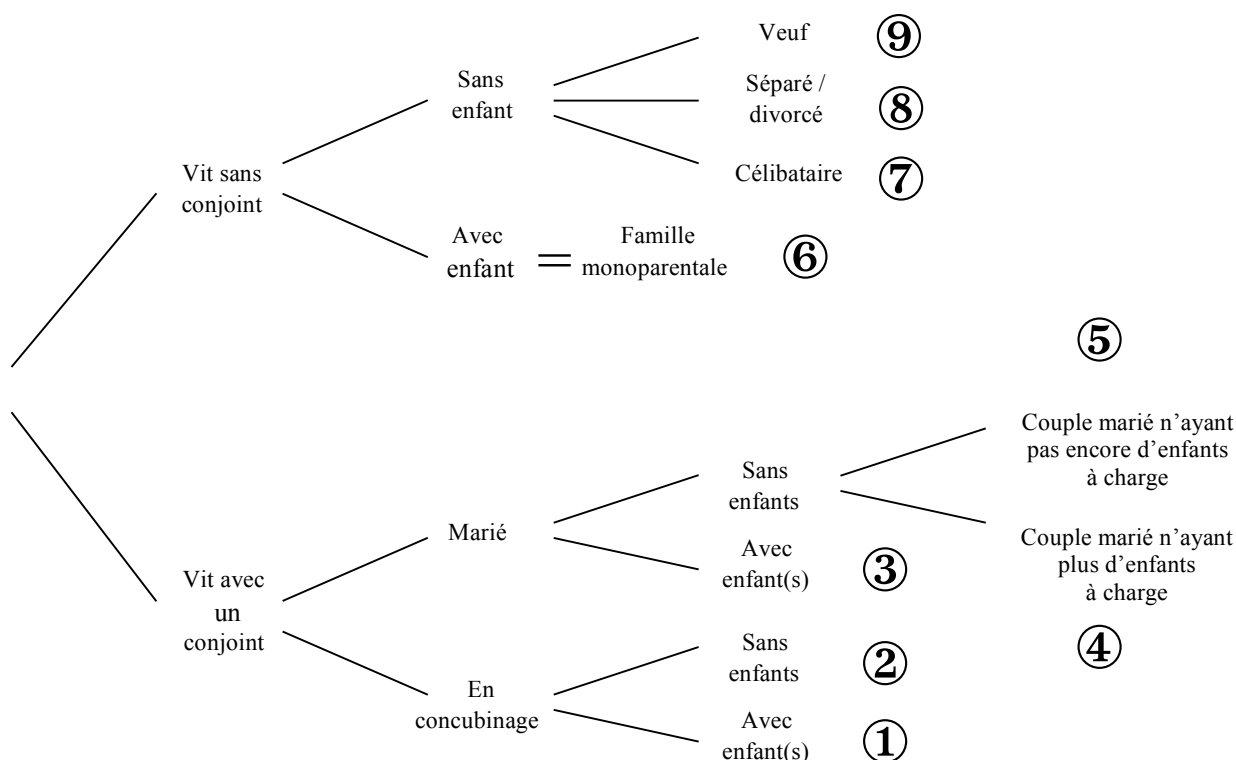 Veuf ⑨
Sans
enfant
Séparé /
divorcé ⑧
Célibataire ⑦
Vit sans
conjoint
Avec
enfant = Famille
monoparentale ⑥
⑤
Couple marié n’ayant
pas encore d’enfants
à charge
Sans
enfants
Marié
Couple marié n’ayant
plus d’enfants
à charge
④
Avec
enfant(s) ③
Vit avec
un
conjoint
Sans
enfants ②
En
concubinage
Avec
enfant(s) ①